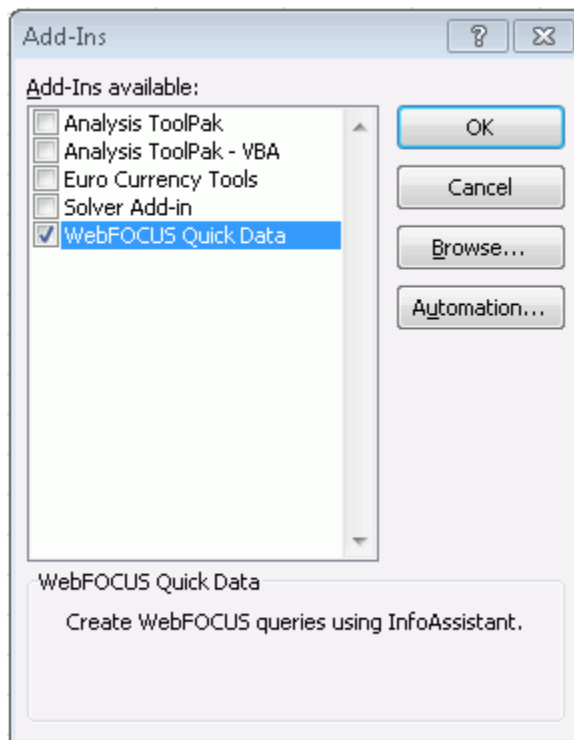 Add-Ins
Add-Ins available:
Analysis ToolPak
Analysis ToolPak - VBA
Euro Currency Tools
Solver Add-in
WebFOCUS Quick Data
OK
Cancel
Browse...
Automation...
WebFOCUS Quick Data
Create WebFOCUS queries using InfoAssistant.